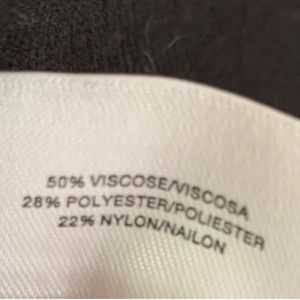 50% VISCOSE/VISCOSA
28% POLYESTER/POLIESTER
22% NYLON/NAILON